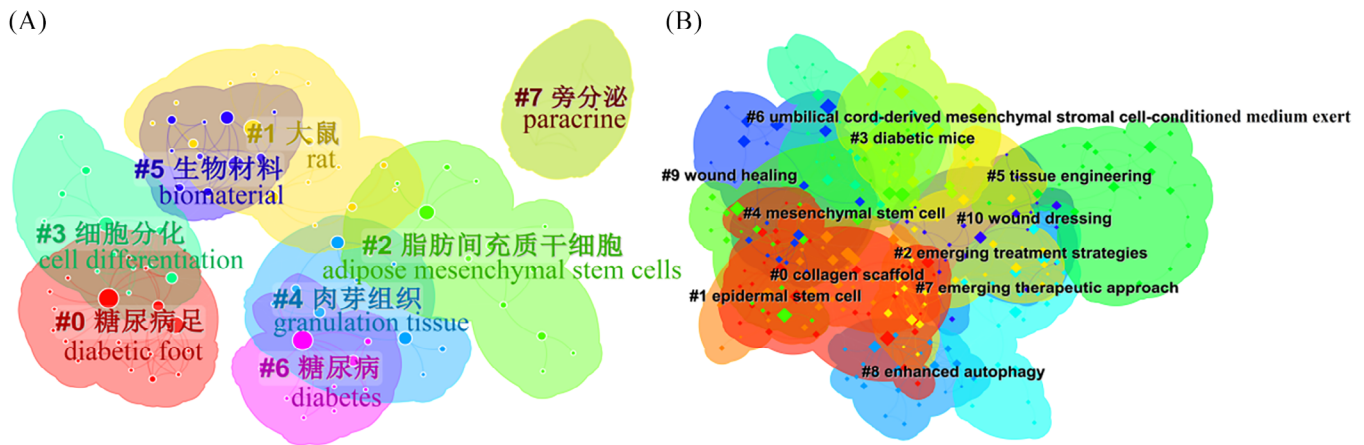 (A)
#7 旁分泌
paracrine
#1 大鼠
rat
#5 生物材料
biomaterial
#3 细胞分化
cell differentiation
#2 脂肪间充质干细胞
adipose mesenchymal stem cells
#4 肉芽组织
granulation tissue
#0 糖尿病足
diabetic foot
#6 糖尿病
diabetes
(B)
#6 umbilical cord-derived mesenchymal stromal cell-conditioned medium exert
#3 diabetic mice
#9 wound healing
#5 tissue engineering
#4 mesenchymal stem cell
#10 wound dressing
#2 emerging treatment strategies
#0 collagen scaffold
#7 emerging therapeutic approach
#1 epidermal stem cell
#8 enhanced autophagy